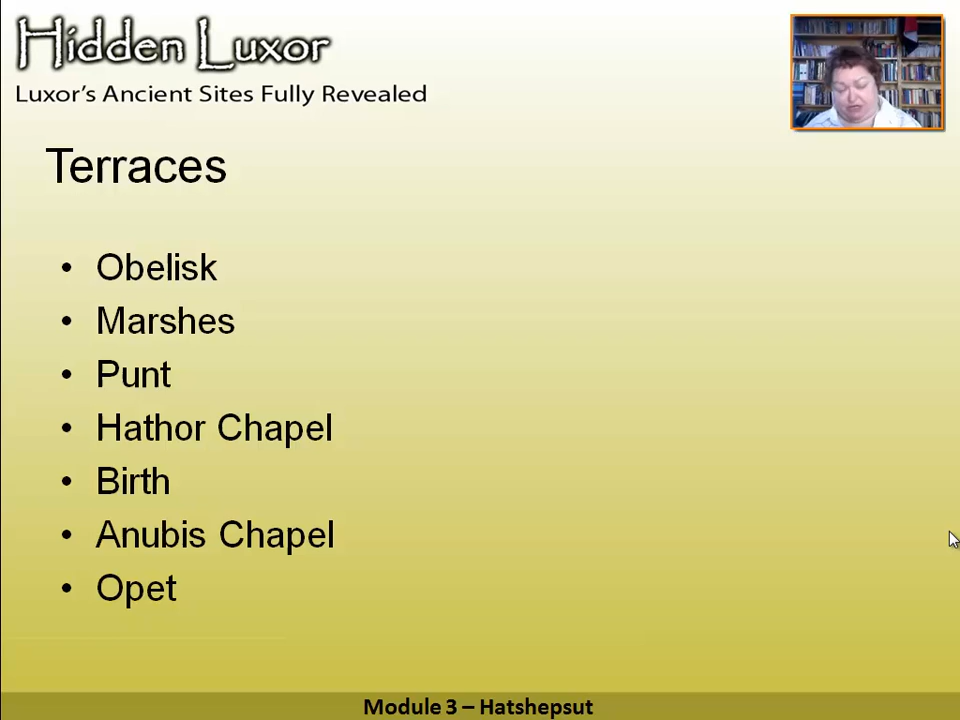 Hidden Luxor
Luxor's Ancient Sites Fully Revealed
Terraces
• Obelisk
• Marshes
• Punt
• Hathor Chapel
• Birth
• Anubis Chapel
• Opet
Module 3 – Hatshepsut